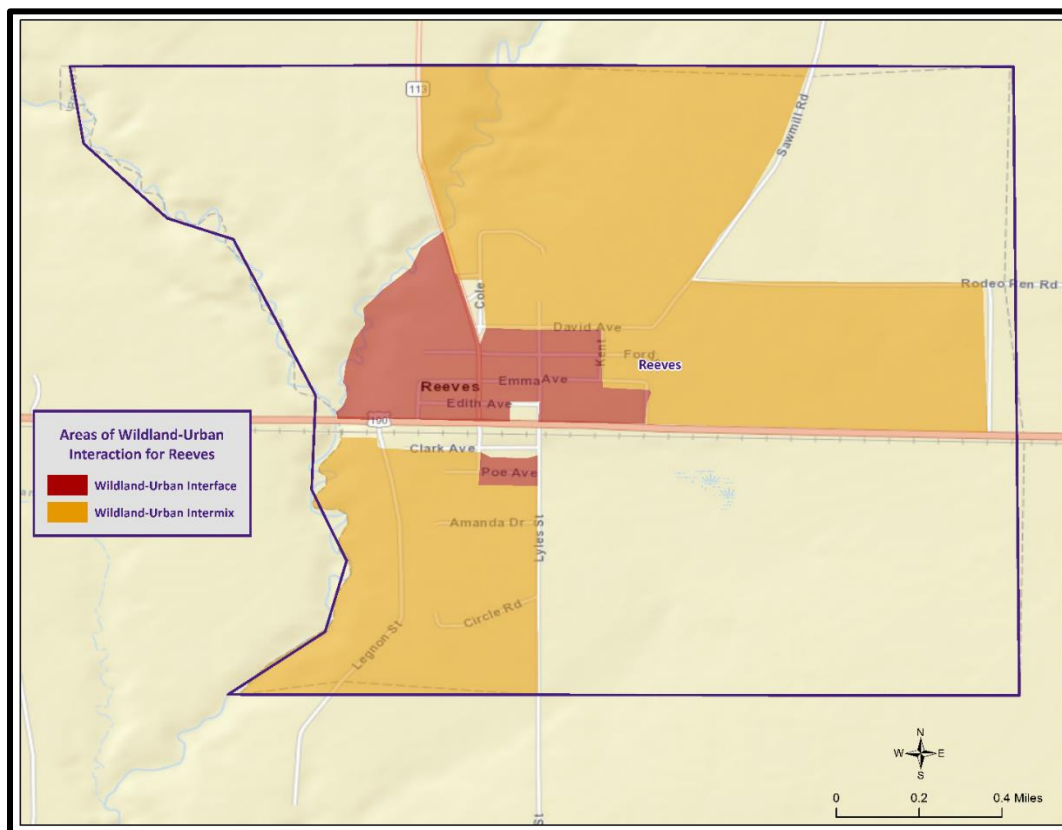 113
Sawmill Rd
Rodeo Pen Rd
Cole
David Ave
Kent
Ford
Reeves
Reeves
Emma Ave
Edith Ave
190
Clark Ave
Poe Ave
Amanda Dr
Lyles St
Circle Rd
Legnon St
Areas of Wildland-Urban
Interaction for Reeves
Wildland-Urban Interface
Wildland-Urban Intermix
N
W E
S
0 0.2 0.4 Miles
St